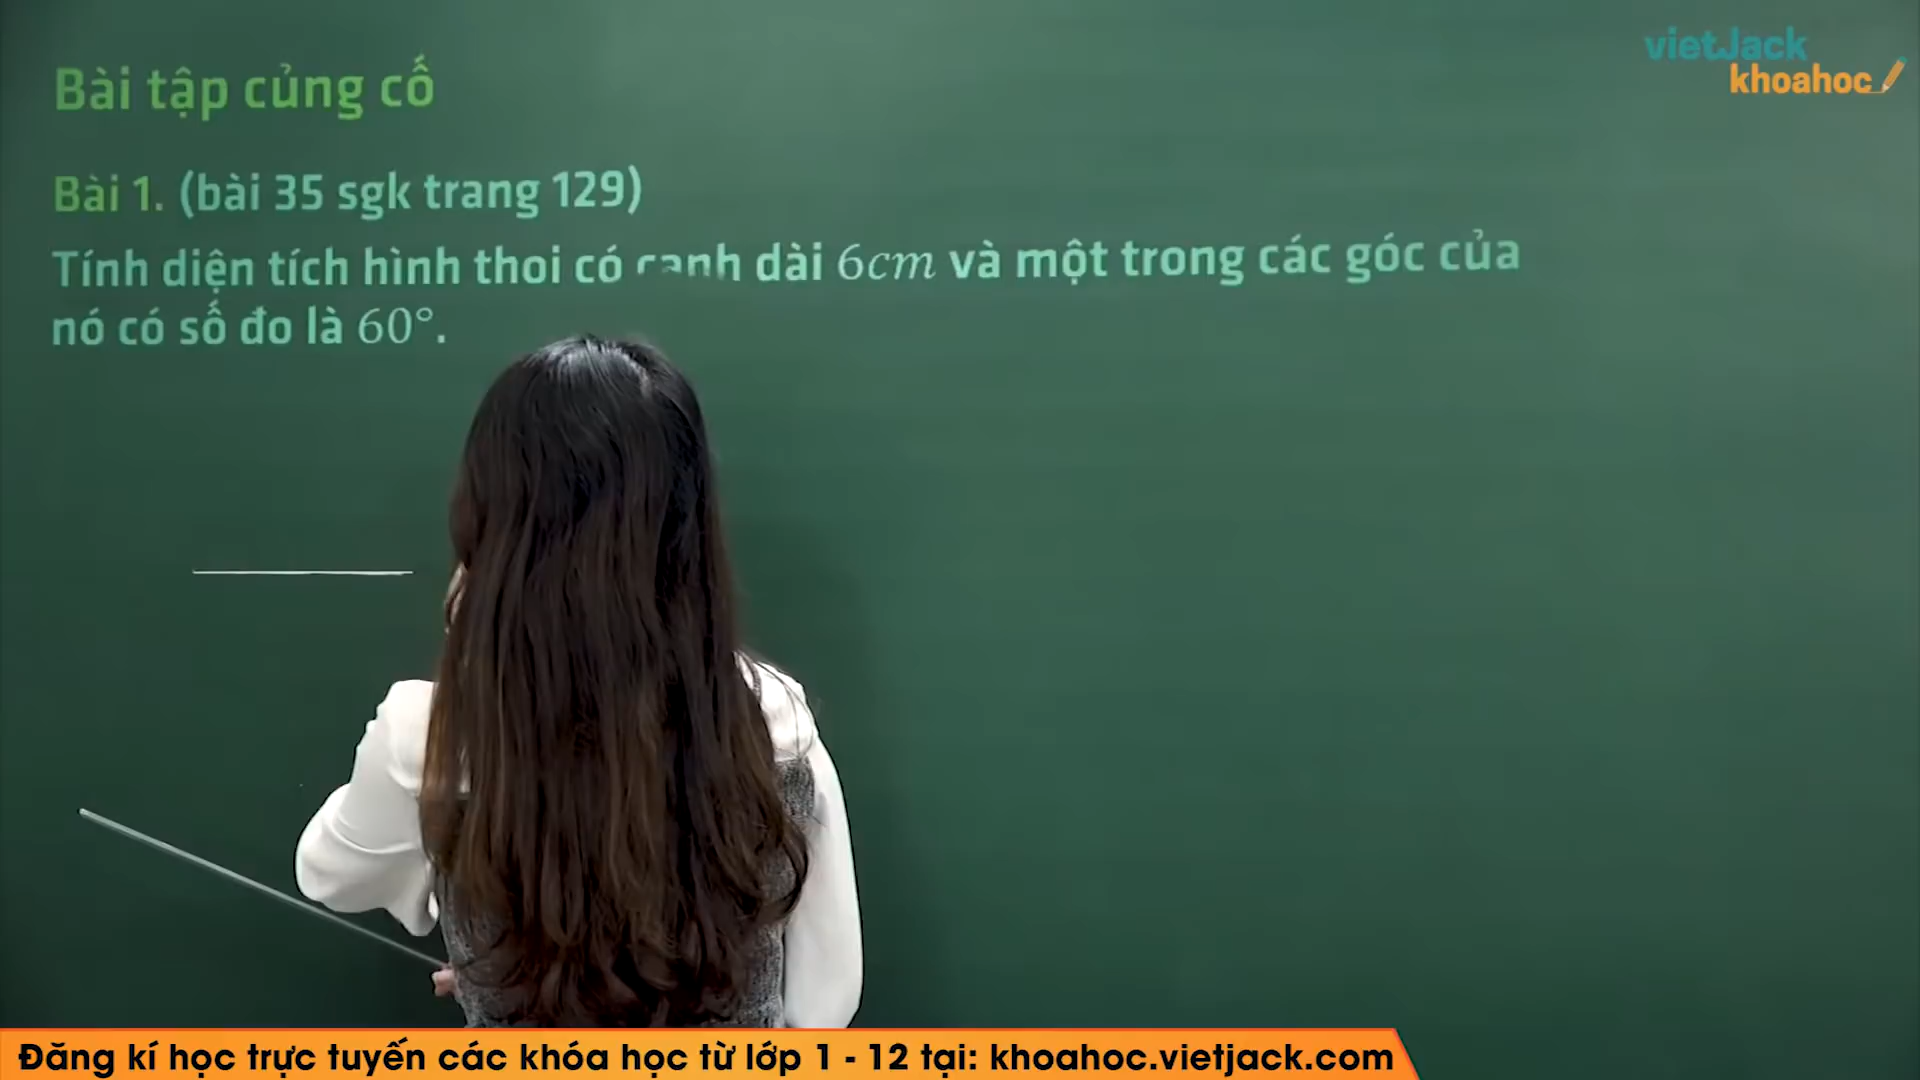 vietJack
khoahoc
Bài tập củng cố
Bài 1. (bài 35 sgk trang 129)
Tính diện tích hình thoi có cạnh dài 6cm và một trong các góc của
nó có số đo là 60°.
Đăng kí học trực tuyến các khóa học từ lớp 1 - 12 tại: khoahoc.vietjack.com